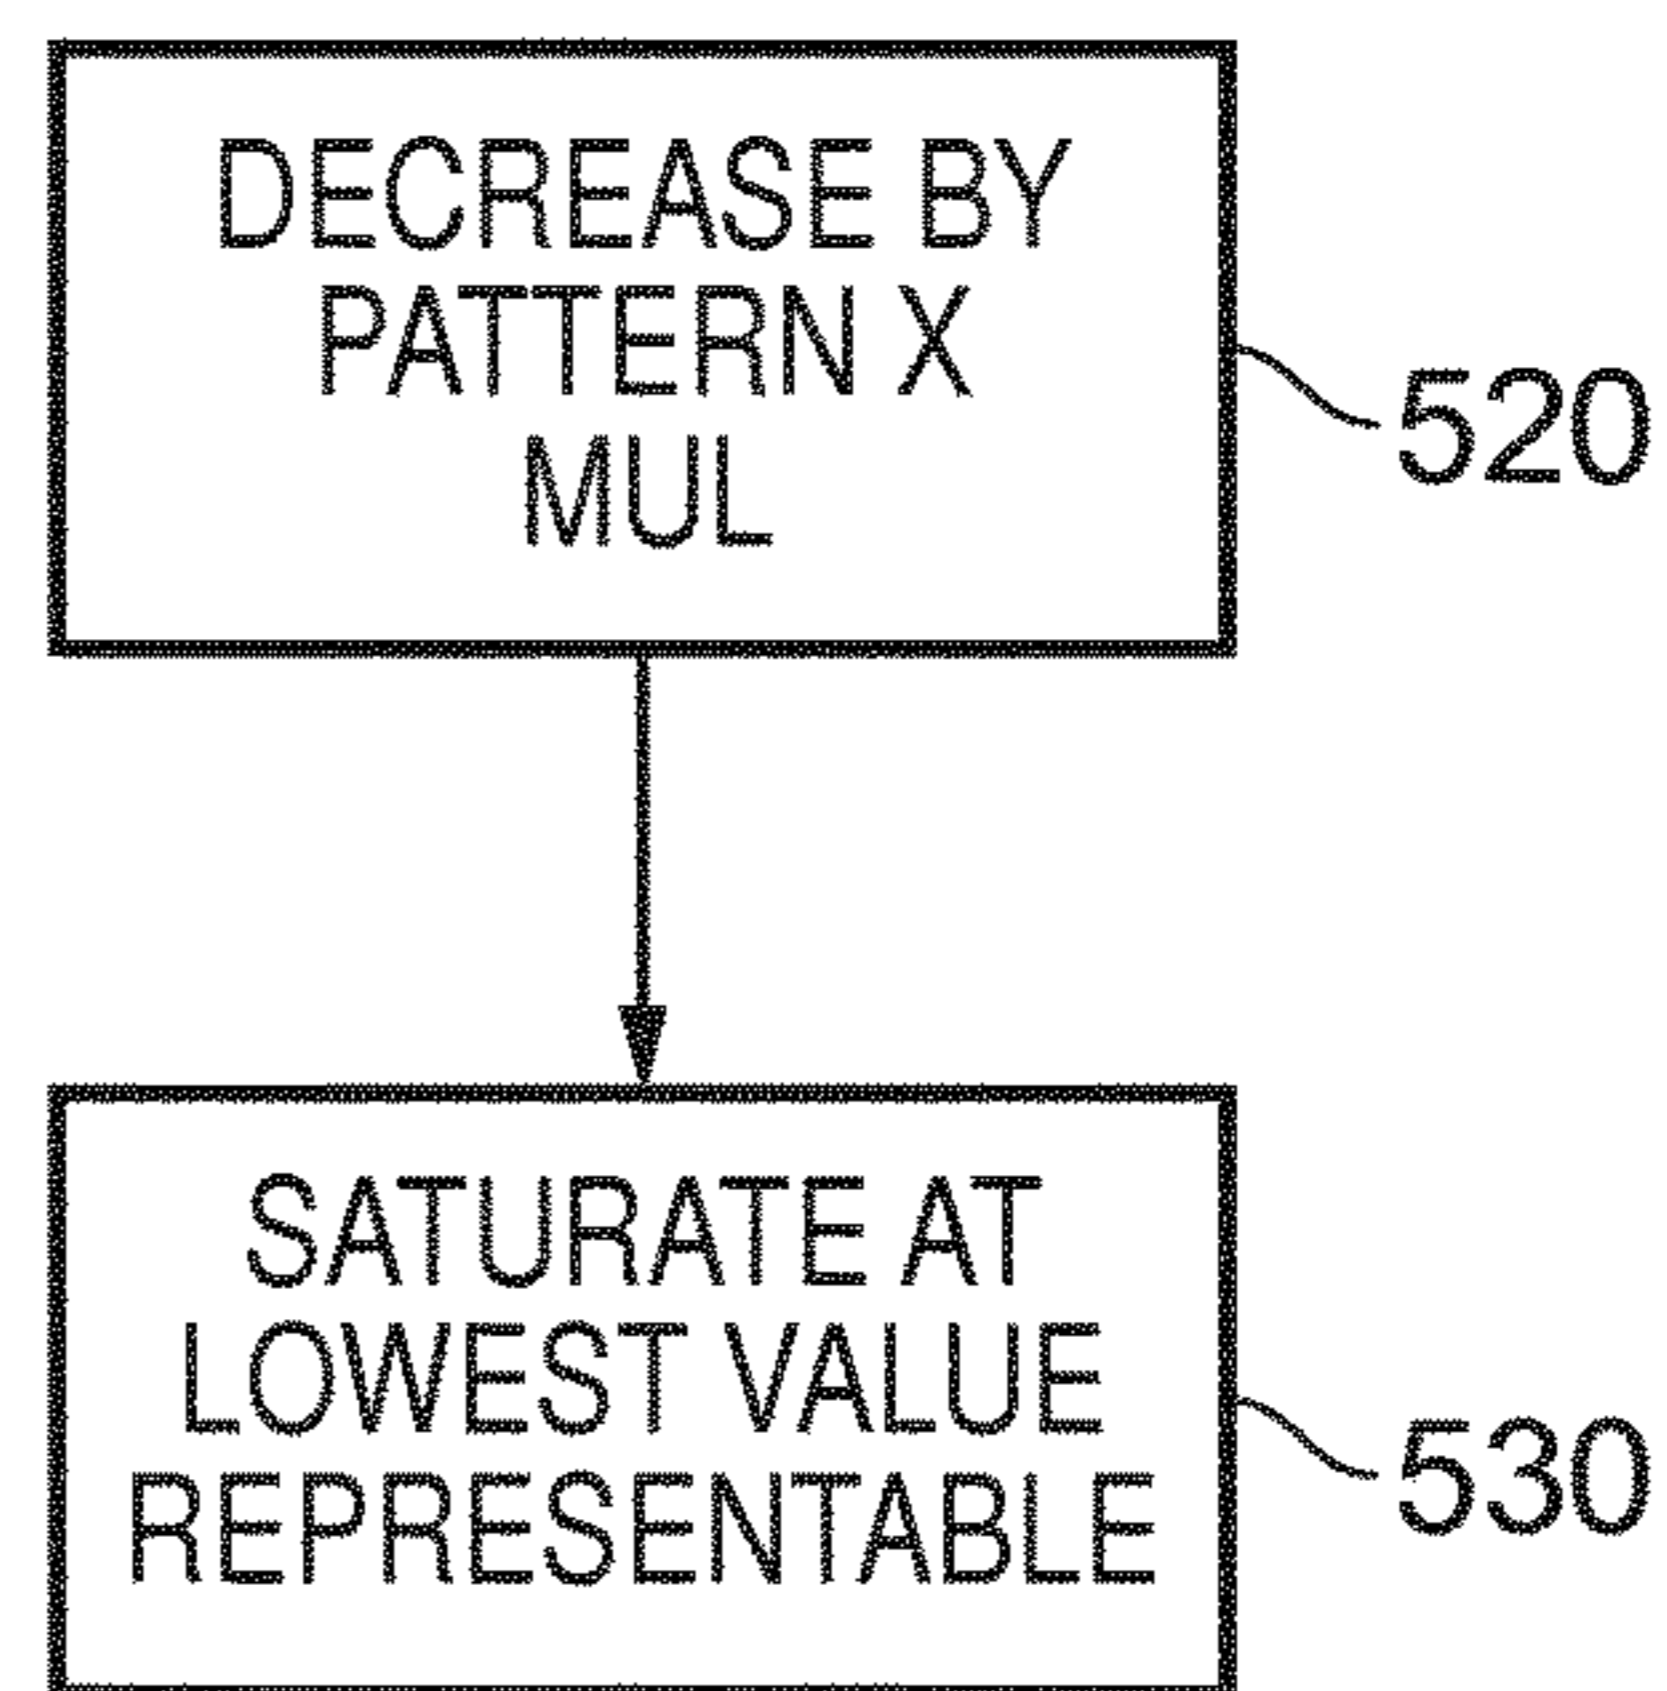 DECREASE BY
PATTERN X
MUL
520
SATURATE AT
LOWEST VALUE
REPRESENTABLE
530